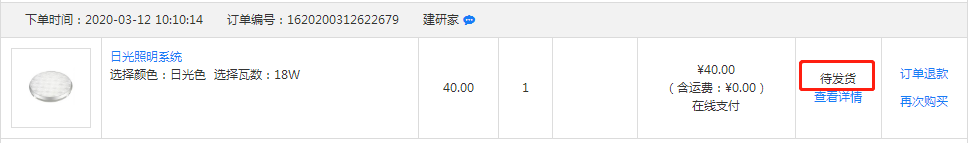 下单时间：2020-03-12 10:10:14 订单编号：1620200312622679 建研家
日光照明系统
选择颜色：日光色 选择瓦数：18W
40.00
1
¥40.00
（含运费：¥0.00）
在线支付
待发货
查看详情
订单退款
再次购买